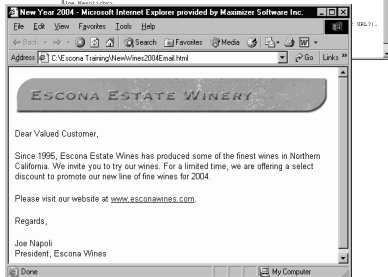 Blue Napolihbr>
New Year 2004 - Microsoft Internet Explorer provided by Maximizer Software Inc.
File Edit View Favorites Tools Help
URL?).
Back Search Favorites Media
Address C:\Escona Training\NewWines2004Email.html Go Links »
ESCONA ESTATE WINERY
Dear Valued Customer,
Since 1995, Escona Estate Wines has produced some of the finest wines in Northern
California. We invite you to try our wines. For a limited time, we are offering a select
discount to promote our new line of fine wines for 2004.
Please visit our website at www.esconawines.com.
Regards,
Joe Napoli
President, Escona Wines
Done My Computer